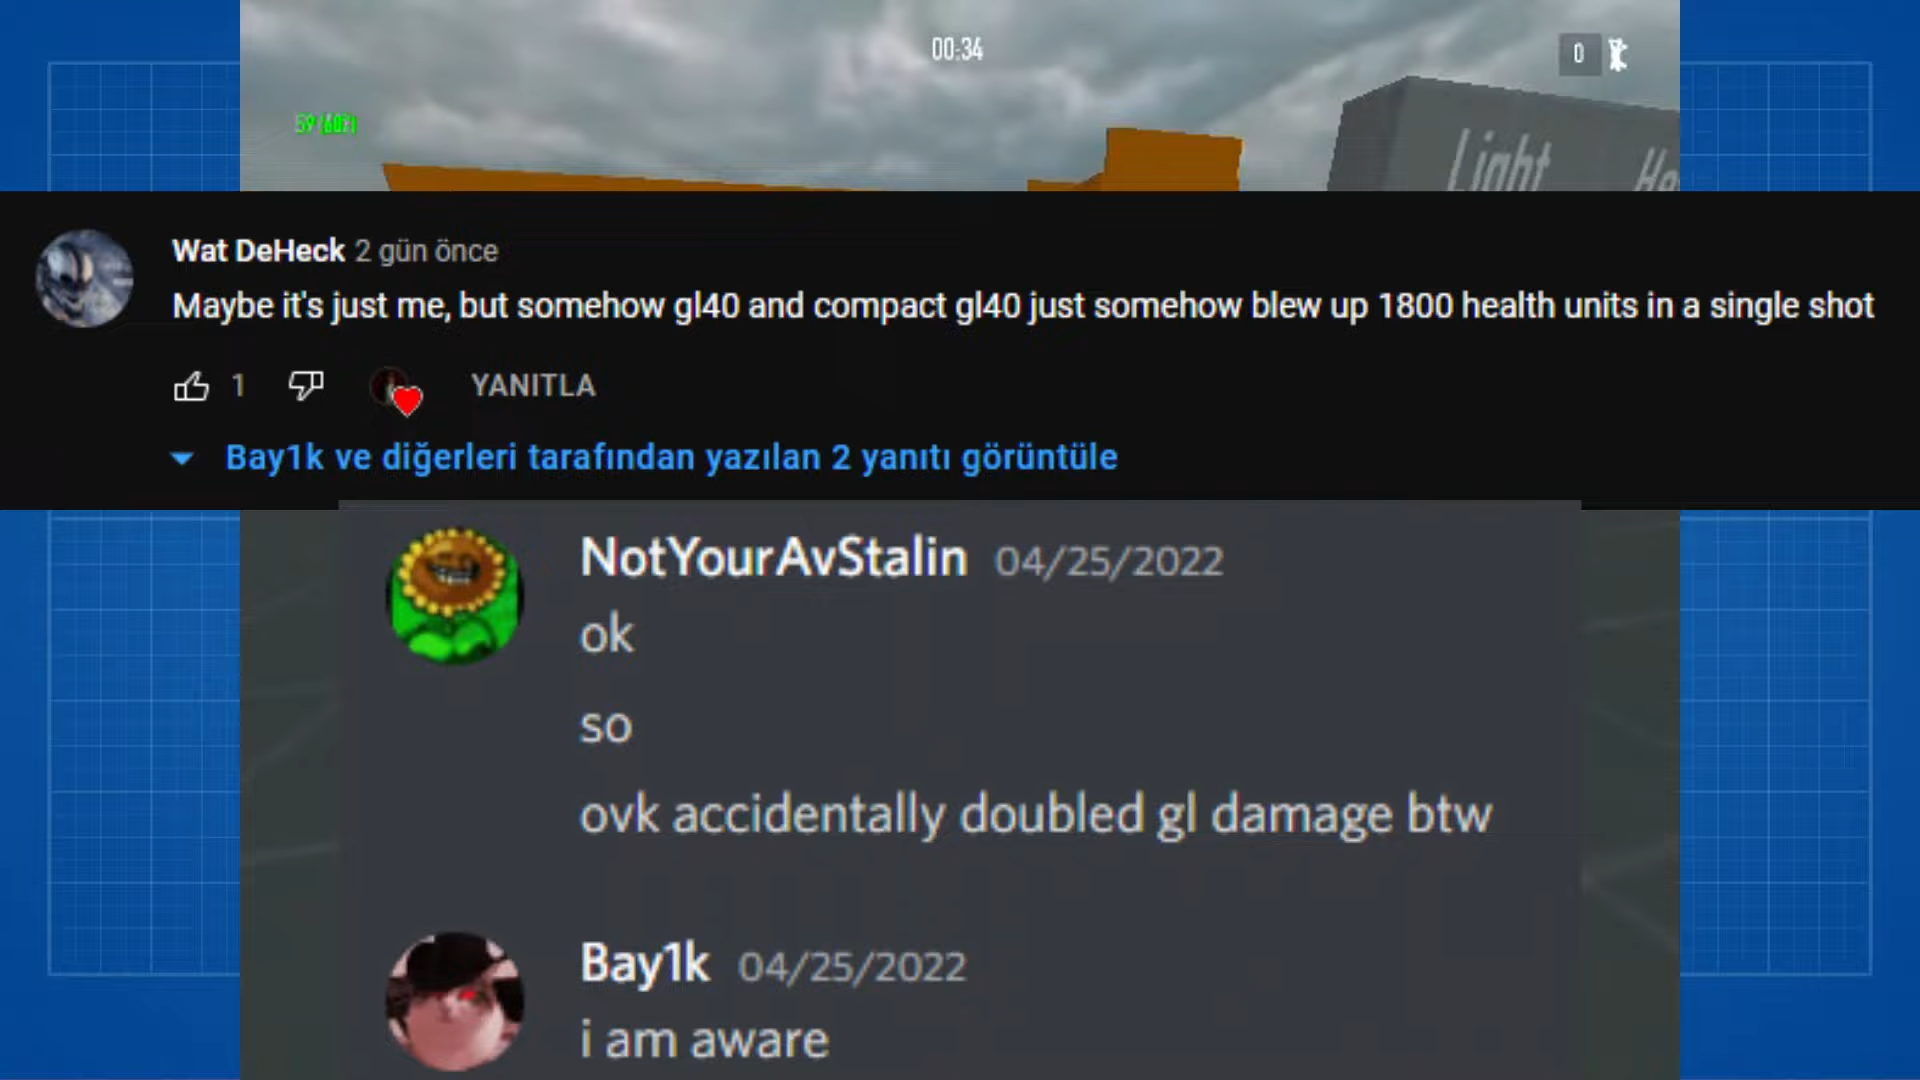 00:34
0
59 (60?)
Light
Wat DeHeck 2 gün önce
Maybe it's just me, but somehow gl40 and compact gl40 just somehow blew up 1800 health units in a single shot
1
YANITLA
Bay1k ve diğerleri tarafından yazılan 2 yanıtı görüntüle
NotYourAvStalin 04/25/2022
ok
so
ovk accidentally doubled gl damage btw
Bay1k 04/25/2022
i am aware